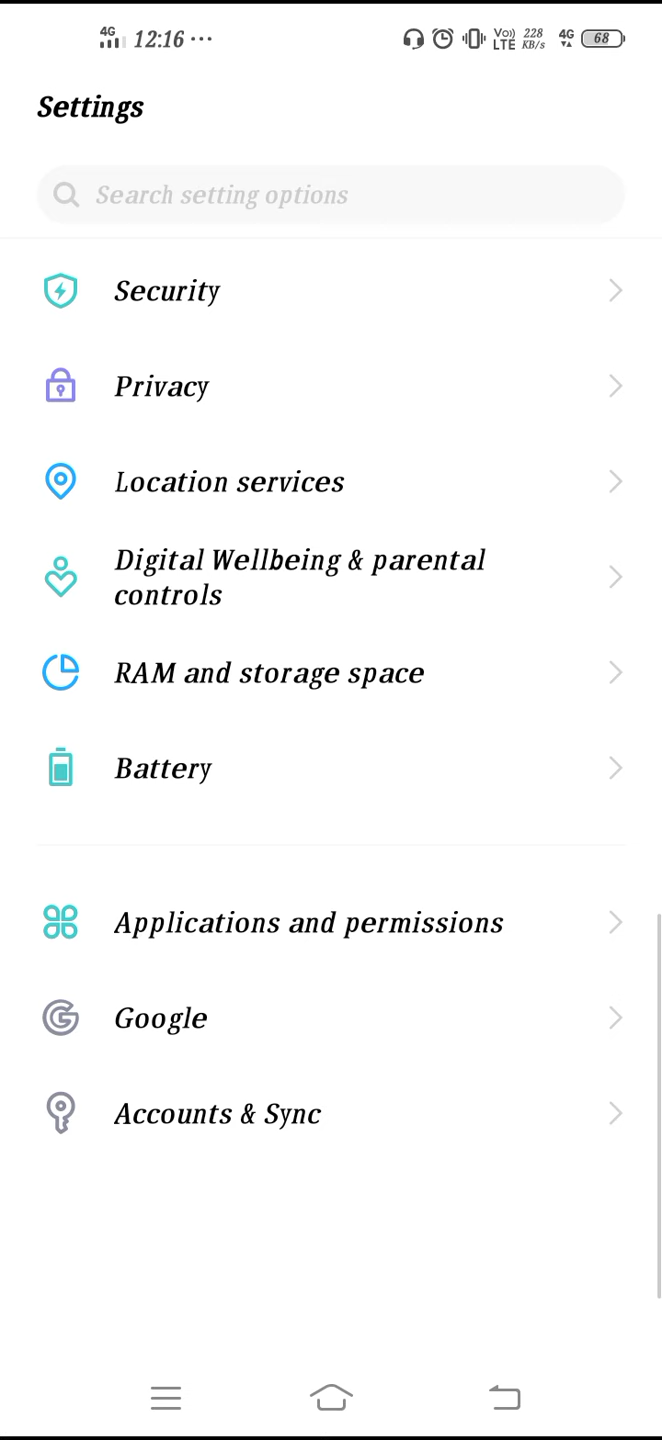 4G 12:16 ··· Vo)) LTE 228 KB/s 4G 68
Settings
Search setting options
Security
Privacy
Location services
Digital Wellbeing & parental
controls
RAM and storage space
Battery
Applications and permissions
Google
Accounts & Sync